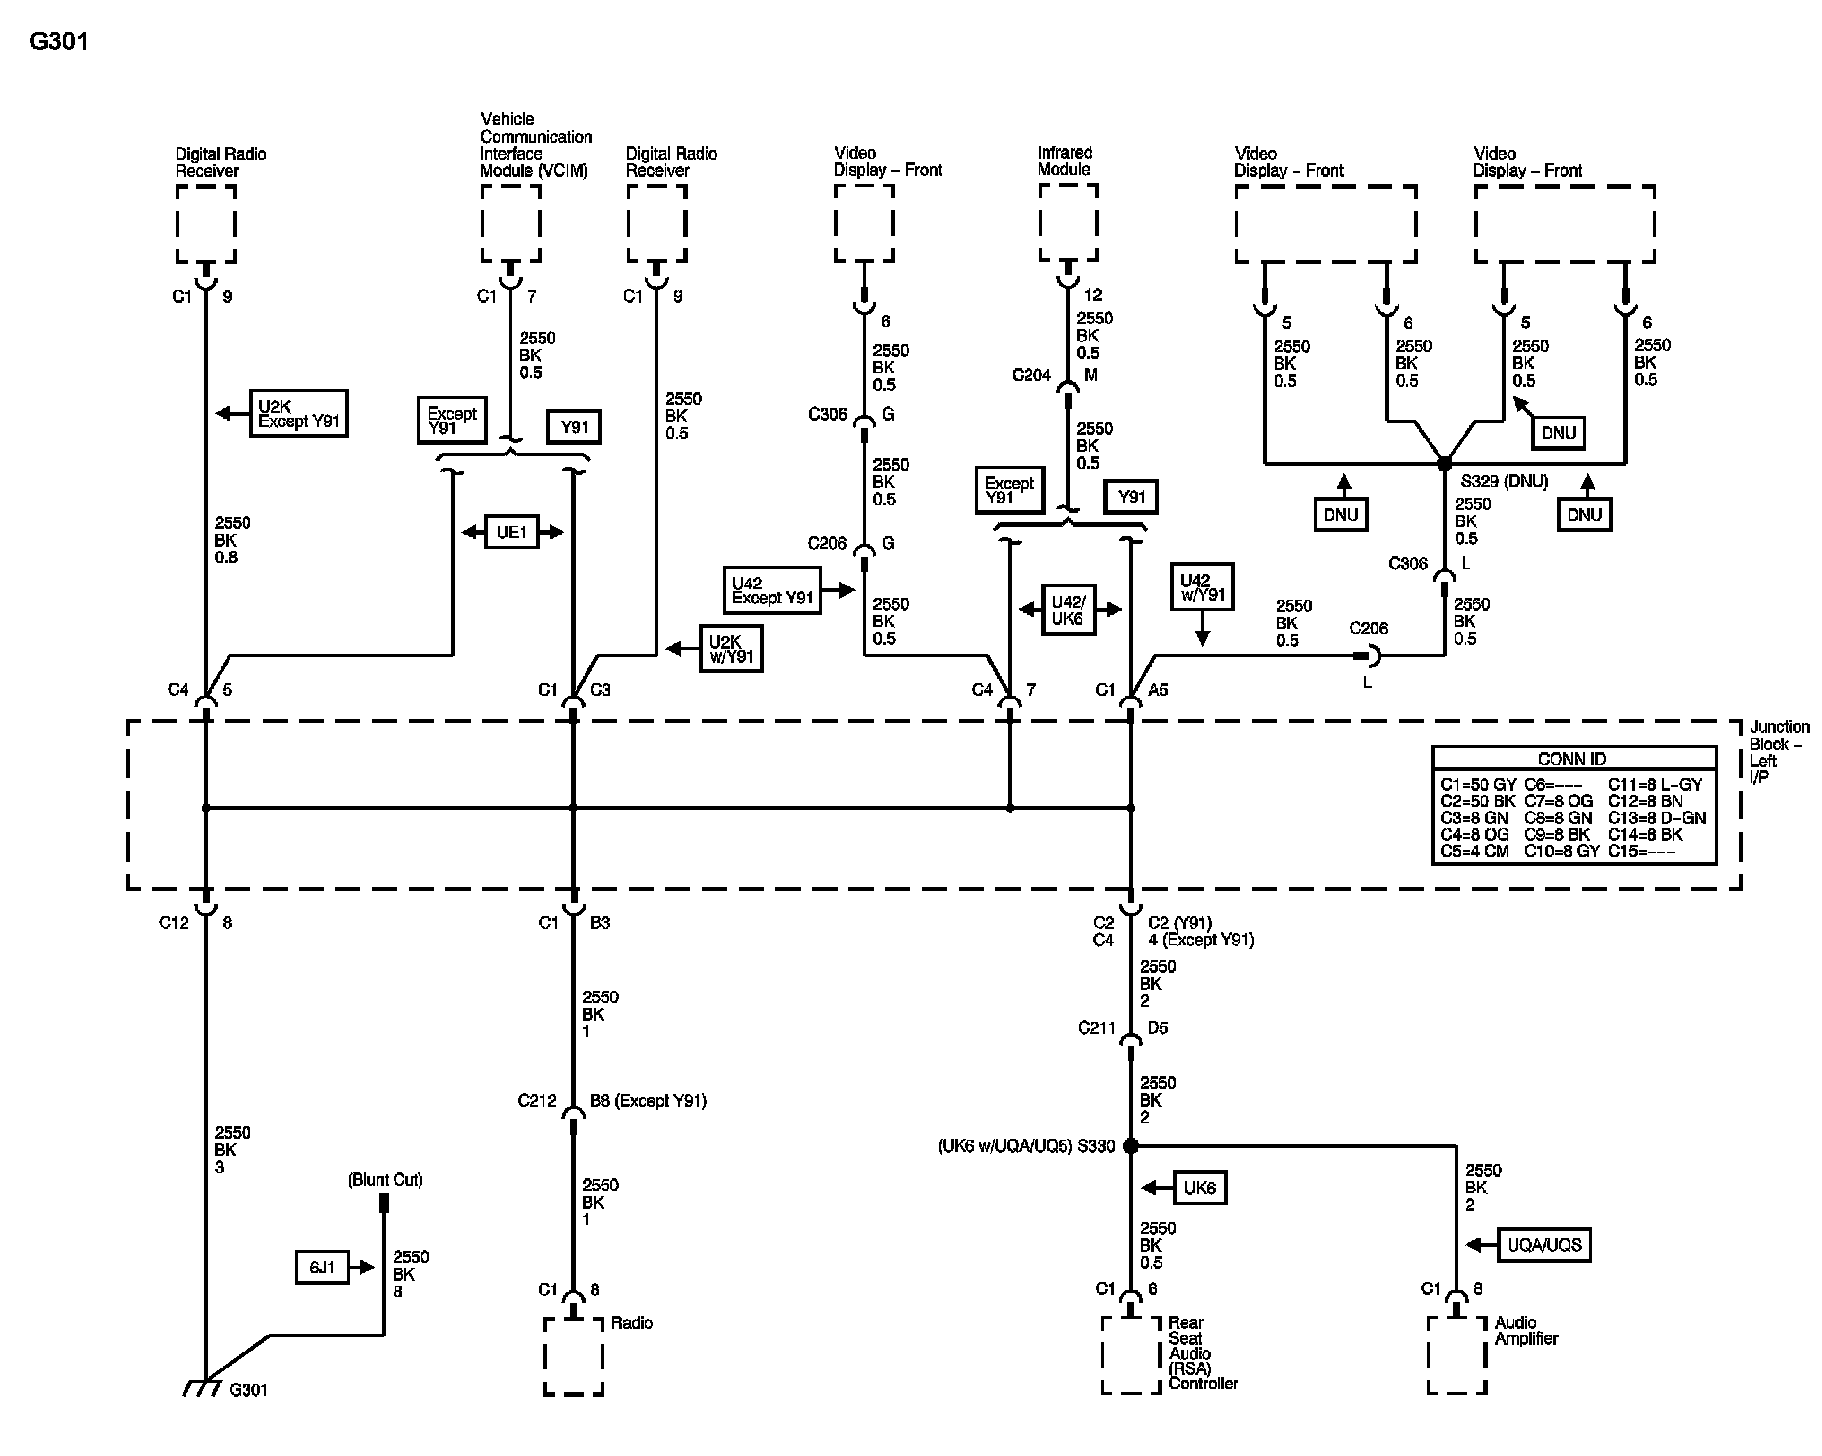 G301
Digital Radio
Receiver
Vehicle
Communication
Interface
Module (VCIM)
Digital Radio
Receiver
Video
Display – Front
Infrared
Module
Video
Display – Front
Video
Display – Front
C1 9
C1 7
C1 9
6
12
5
6
5
6
2550
BK
0.5
2550
BK
0.5
2550
BK
0.5
2550
BK
0.5
2550
BK
0.5
2550
BK
0.5
2550
BK
0.5
C204 M
U2K
Except Y91
Except
Y91
Y91
2550
BK
0.5
C306 G
2550
BK
0.5
DNU
2550
BK
0.5
Except
Y91
Y91
S329 (DNU)
DNU
DNU
2550
BK
0.5
2550
BK
0.8
UE1
C206 G
C306 L
U42
Except Y91
2550
BK
0.5
U42/
UK6
U42
w/Y91
2550
BK
0.5
C206
L
2550
BK
0.5
U2K
w/Y91
C4 5
C1 C3
C4 7
C1 A5
Junction
Block –
Left
I/P
CONN ID
C1=50 GY C6=––– C11=8 L–GY
C2=50 BK C7=8 OG C12=8 BN
C3=8 GN C8=8 GN C13=8 D–GN
C4=8 OG C9=8 BK C14=8 BK
C5=4 CM C10=8 GY C15=–––
C12 8
C1 B3
C2 C2 (Y91)
C4 4 (Except Y91)
2550
BK
1
2550
BK
2
C211 D5
C212 B8 (Except Y91)
2550
BK
2
2550
BK
3
(UK6 w/UQA/UQ5) S330
(Blunt Cut)
2550
BK
1
UK6
2550
BK
2
6J1
2550
BK
8
2550
BK
0.5
UQA/UQS
C1 8
C1 6
C1 8
Radio
Rear
Seat
Audio
(RSA)
Controller
Audio
Amplifier
G301